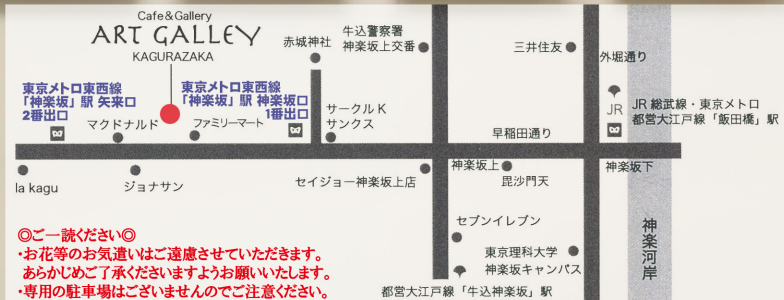 Cafe&Gallery
ART GALLEY
KAGURAZAKA
東京メトロ東西線
「神楽坂」駅 矢来口
2番出口
東京メトロ東西線
「神楽坂」駅 神楽坂口
1番出口
マクドナルド
ファミリーマート
赤城神社
サークルK
サンクス
牛込警察署
神楽坂上交番
三井住友
外堀通り
JR
JR 総武線・東京メトロ
都営大江戸線「飯田橋」駅
早稲田通り
la kagu
ジョナサン
セイジョー神楽坂上店
神楽坂上
毘沙門天
神楽坂下
セブンイレブン
東京理科大学
神楽坂キャンパス
都営大江戸線「牛込神楽坂」駅
神楽河岸
◎ご一読ください◎
・お花等のお気遣いはご遠慮させていただきます。
あらかじめご了承くださいますようお願いいたします。
・専用の駐車場はございませんのでご注意ください。